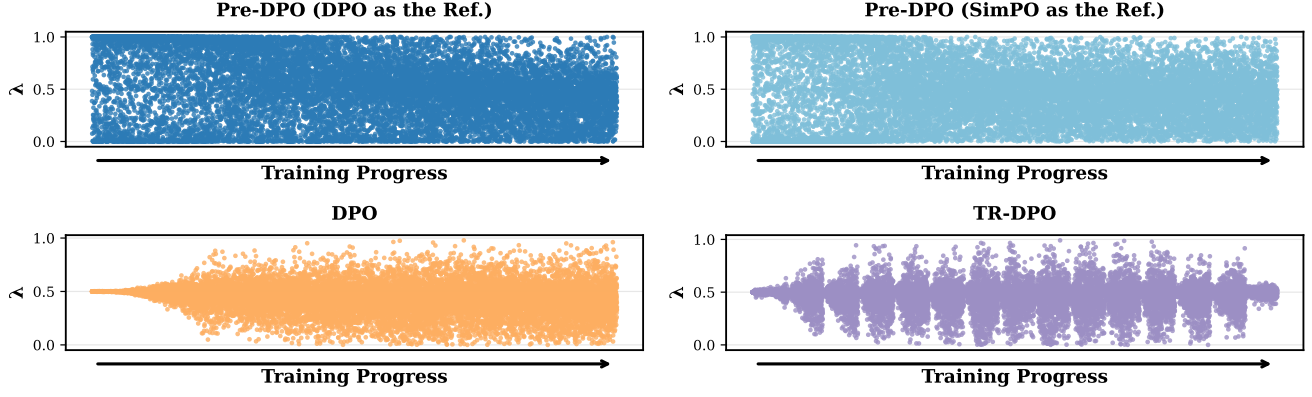 Pre-DPO (DPO as the Ref.)
1.0
0.5
0.0
λ
Training Progress
Pre-DPO (SimPO as the Ref.)
1.0
0.5
0.0
λ
Training Progress
DPO
1.0
0.5
0.0
λ
Training Progress
TR-DPO
1.0
0.5
0.0
λ
Training Progress